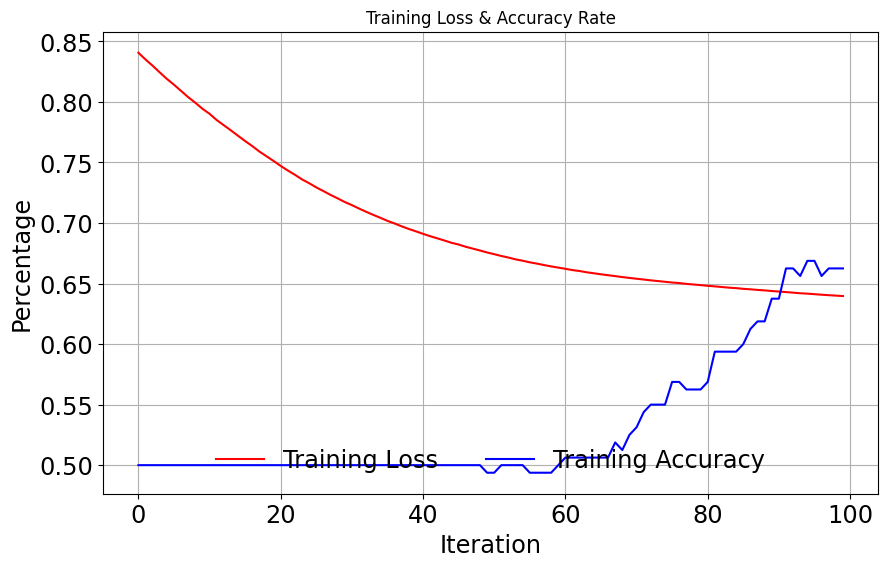 Training Loss & Accuracy Rate
0.85
0.80
0.75
0.70
0.65
0.60
0.55
0.50
Percentage
Training Loss Training Accuracy
0 20 40 60 80 100
Iteration